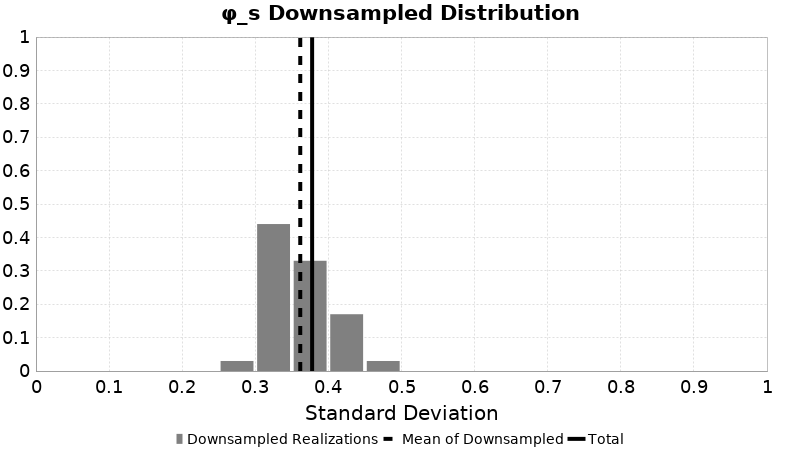 φ_s Downsampled Distribution
1
0.9
0.8
0.7
0.6
0.5
0.4
0.3
0.2
0.1
0
0 0.1 0.2 0.3 0.4 0.5 0.6 0.7 0.8 0.9 1
Standard Deviation
Downsampled Realizations Mean of Downsampled Total